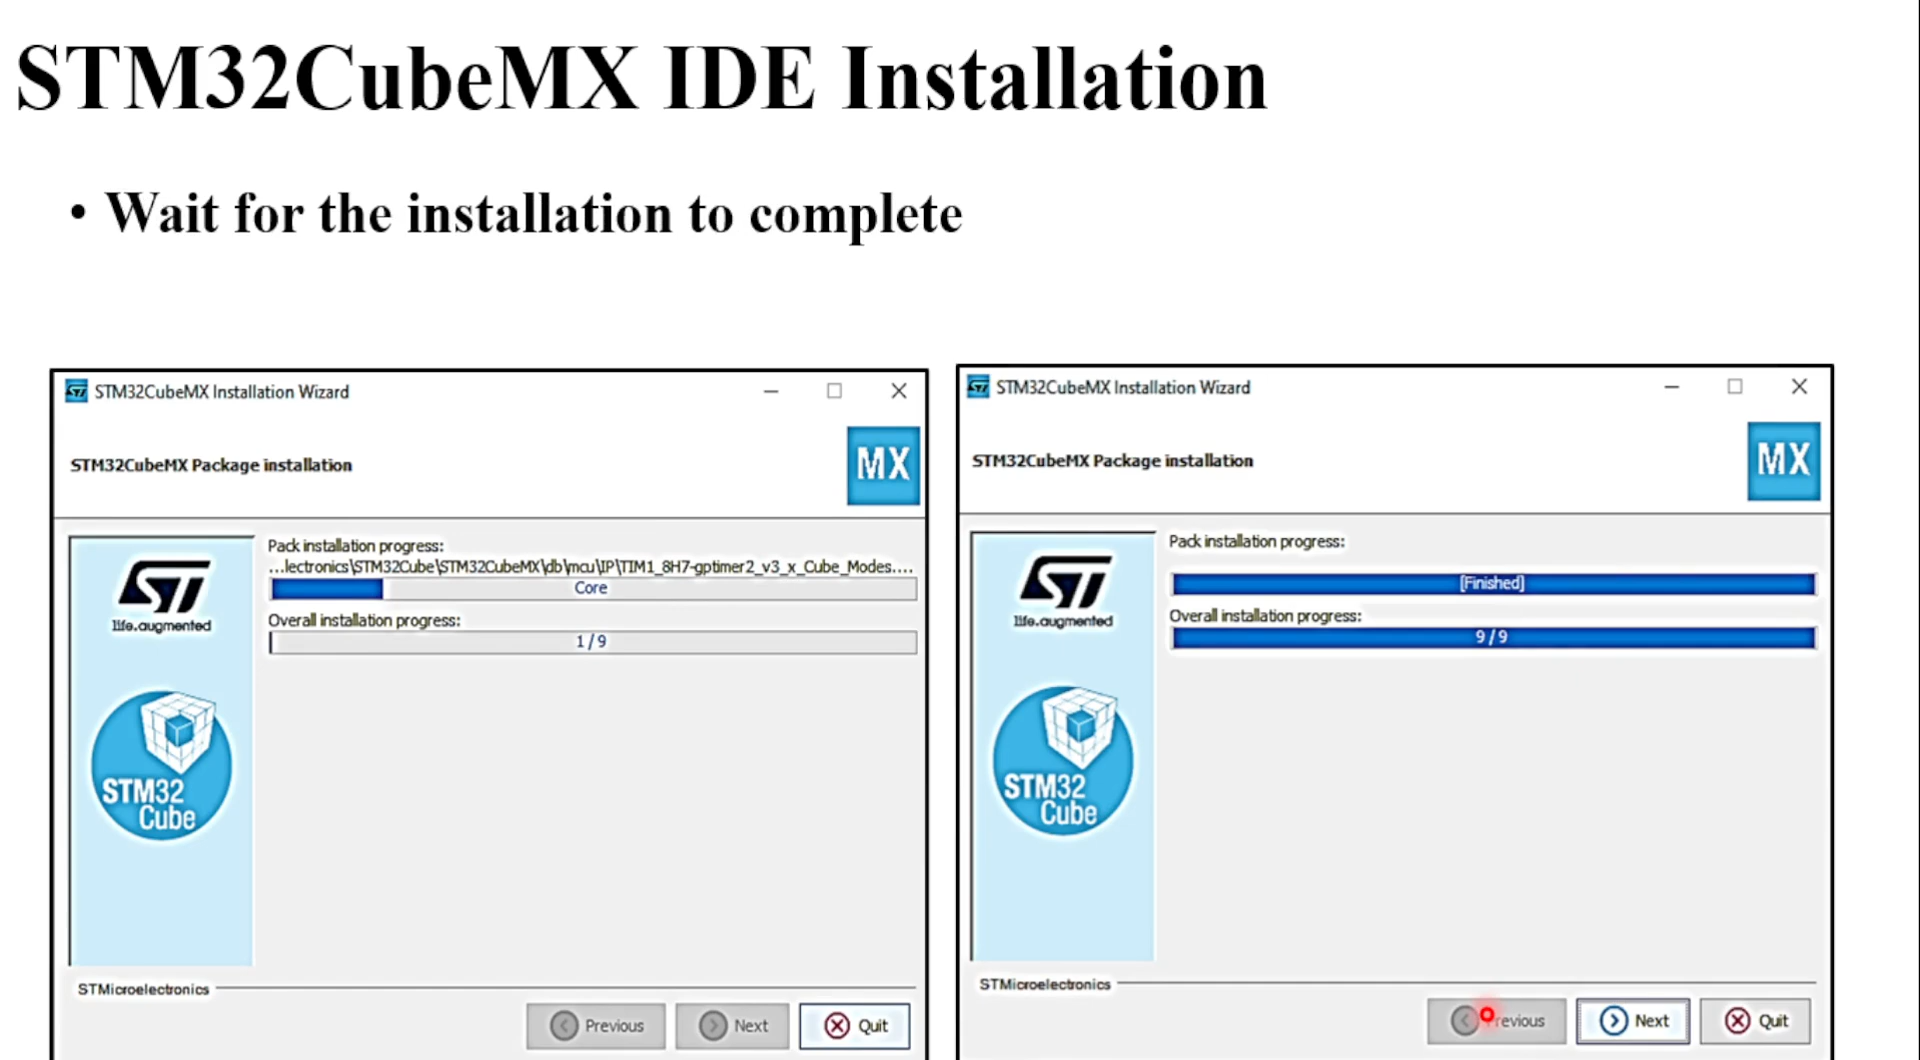 STM32CubeMX IDE Installation
• Wait for the installation to complete
STM32CubeMX Installation Wizard
STM32CubeMX Package installation
MX
ST
life.augmented
STM32
Cube
Pack installation progress:
...lectronics\STM32Cube\STM32CubeMX\db\mcu\IP\TIM1_8H7-gptimer2_v3_x_Cube_Modes....
Core
Overall installation progress:
1 / 9
STMicroelectronics
Previous
Next
Quit
STM32CubeMX Installation Wizard
STM32CubeMX Package installation
MX
ST
life.augmented
STM32
Cube
Pack installation progress:
[Finished]
Overall installation progress:
9 / 9
STMicroelectronics
Previous
Next
Quit